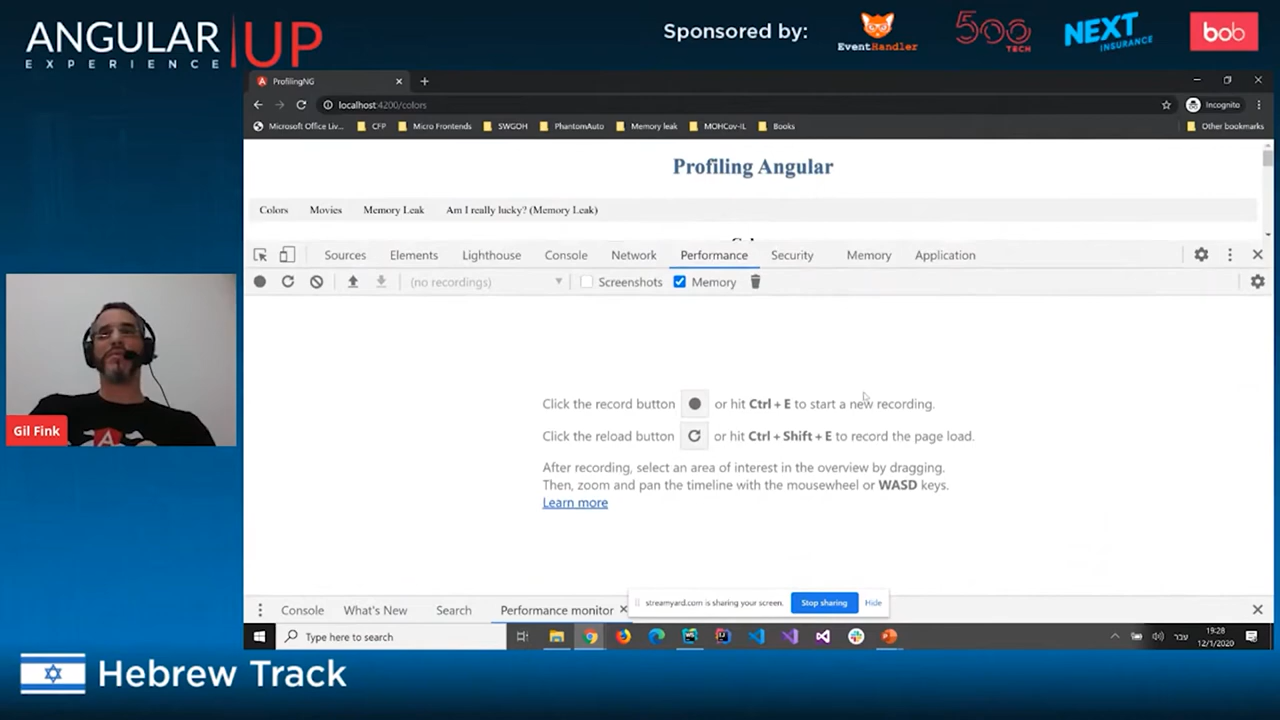 ANGULAR UP
EXPERIENCE
Sponsored by:
EventHandler
500
TECH
NEXT
INSURANCE
bob
ProfilingNG
localhost:4200/colors
Incognito
Microsoft Office Liv... CFP Micro Frontends SWGOH PhantomAuto Memory leak MOHCov-IL Books Other bookmarks
Profiling Angular
Colors Movies Memory Leak Am I really lucky? (Memory Leak)
Sources Elements Lighthouse Console Network Performance Security Memory Application
(no recordings) Screenshots Memory
Click the record button or hit Ctrl + E to start a new recording.
Click the reload button or hit Ctrl + Shift + E to record the page load.
After recording, select an area of interest in the overview by dragging.
Then, zoom and pan the timeline with the mousewheel or WASD keys.
Learn more
Gil Fink
Console What's New Search Performance monitor
streamyard.com is sharing your screen. Stop sharing Hide
Type here to search
עבר
19:28
12/1/2020
Hebrew Track